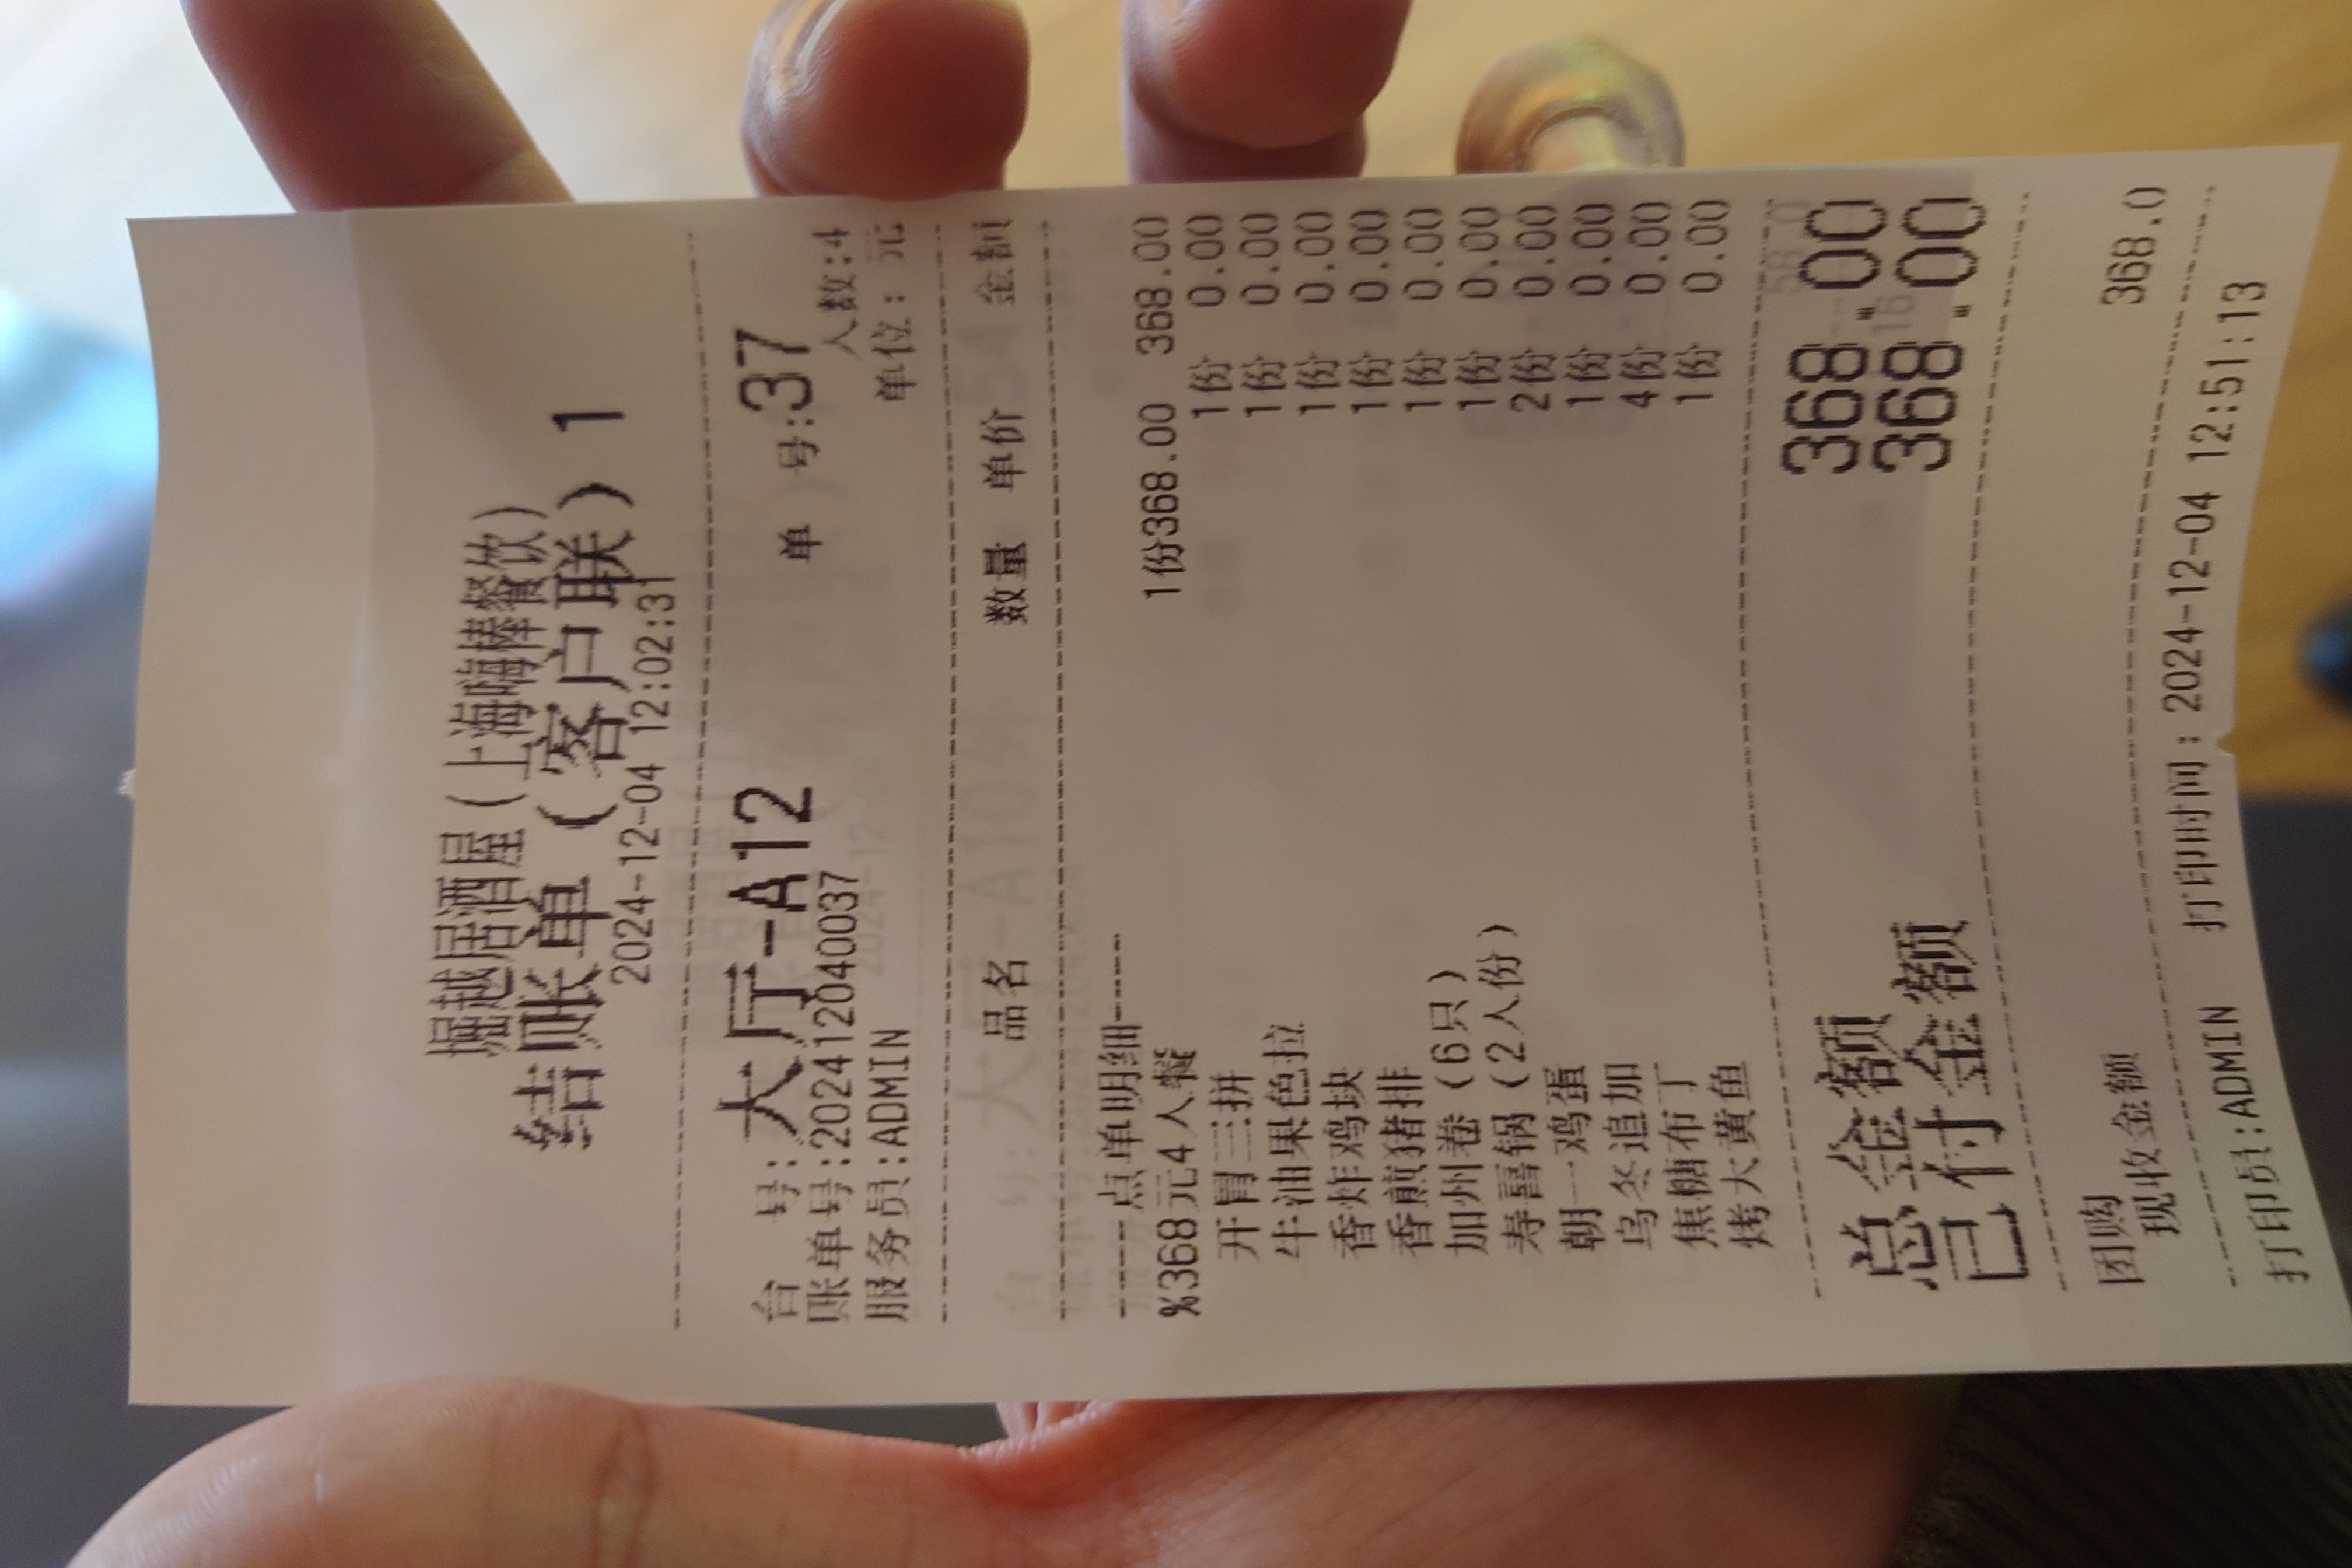 堀越居酒屋(上海嗨棒餐饮)
结账单(客户联)1
2024-12-04 12:02:31
台 号:大厅-A12 单 号:37
账单号:202412040037 人数:4
服务员:ADMIN 单位: 元
品名 数量 单价 金额
----点单明细----
%368元4人餐 1份368.00 368.00
开胃三拼 1份 0.00
牛油果色拉 1份 0.00
香炸鸡块 1份 0.00
香煎猪排 1份 0.00
加州卷(6只) 1份 0.00
寿喜锅(2人份) 1份 0.00
朝一鸡蛋 2份 0.00
乌冬追加 1份 0.00
焦糖布丁 4份 0.00
烤大黄鱼 1份 0.00
总金额 368.00
已付金额 368.00
团购
现收金额 368.0
打印员:ADMIN 打印时间: 2024-12-04 12:51:13